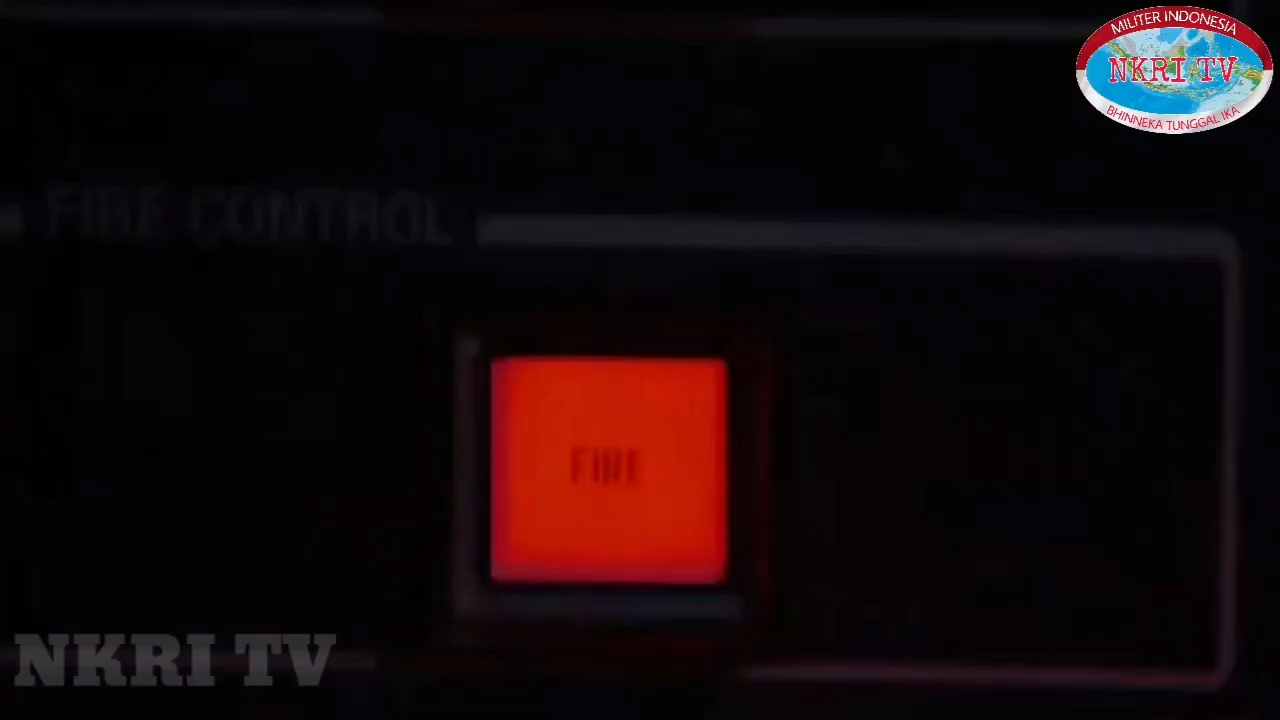 MILITER INDONESIA
NKRI TV
BHINNEKA TUNGGAL IKA
FIRE CONTROL
FIRE
NKRI TV